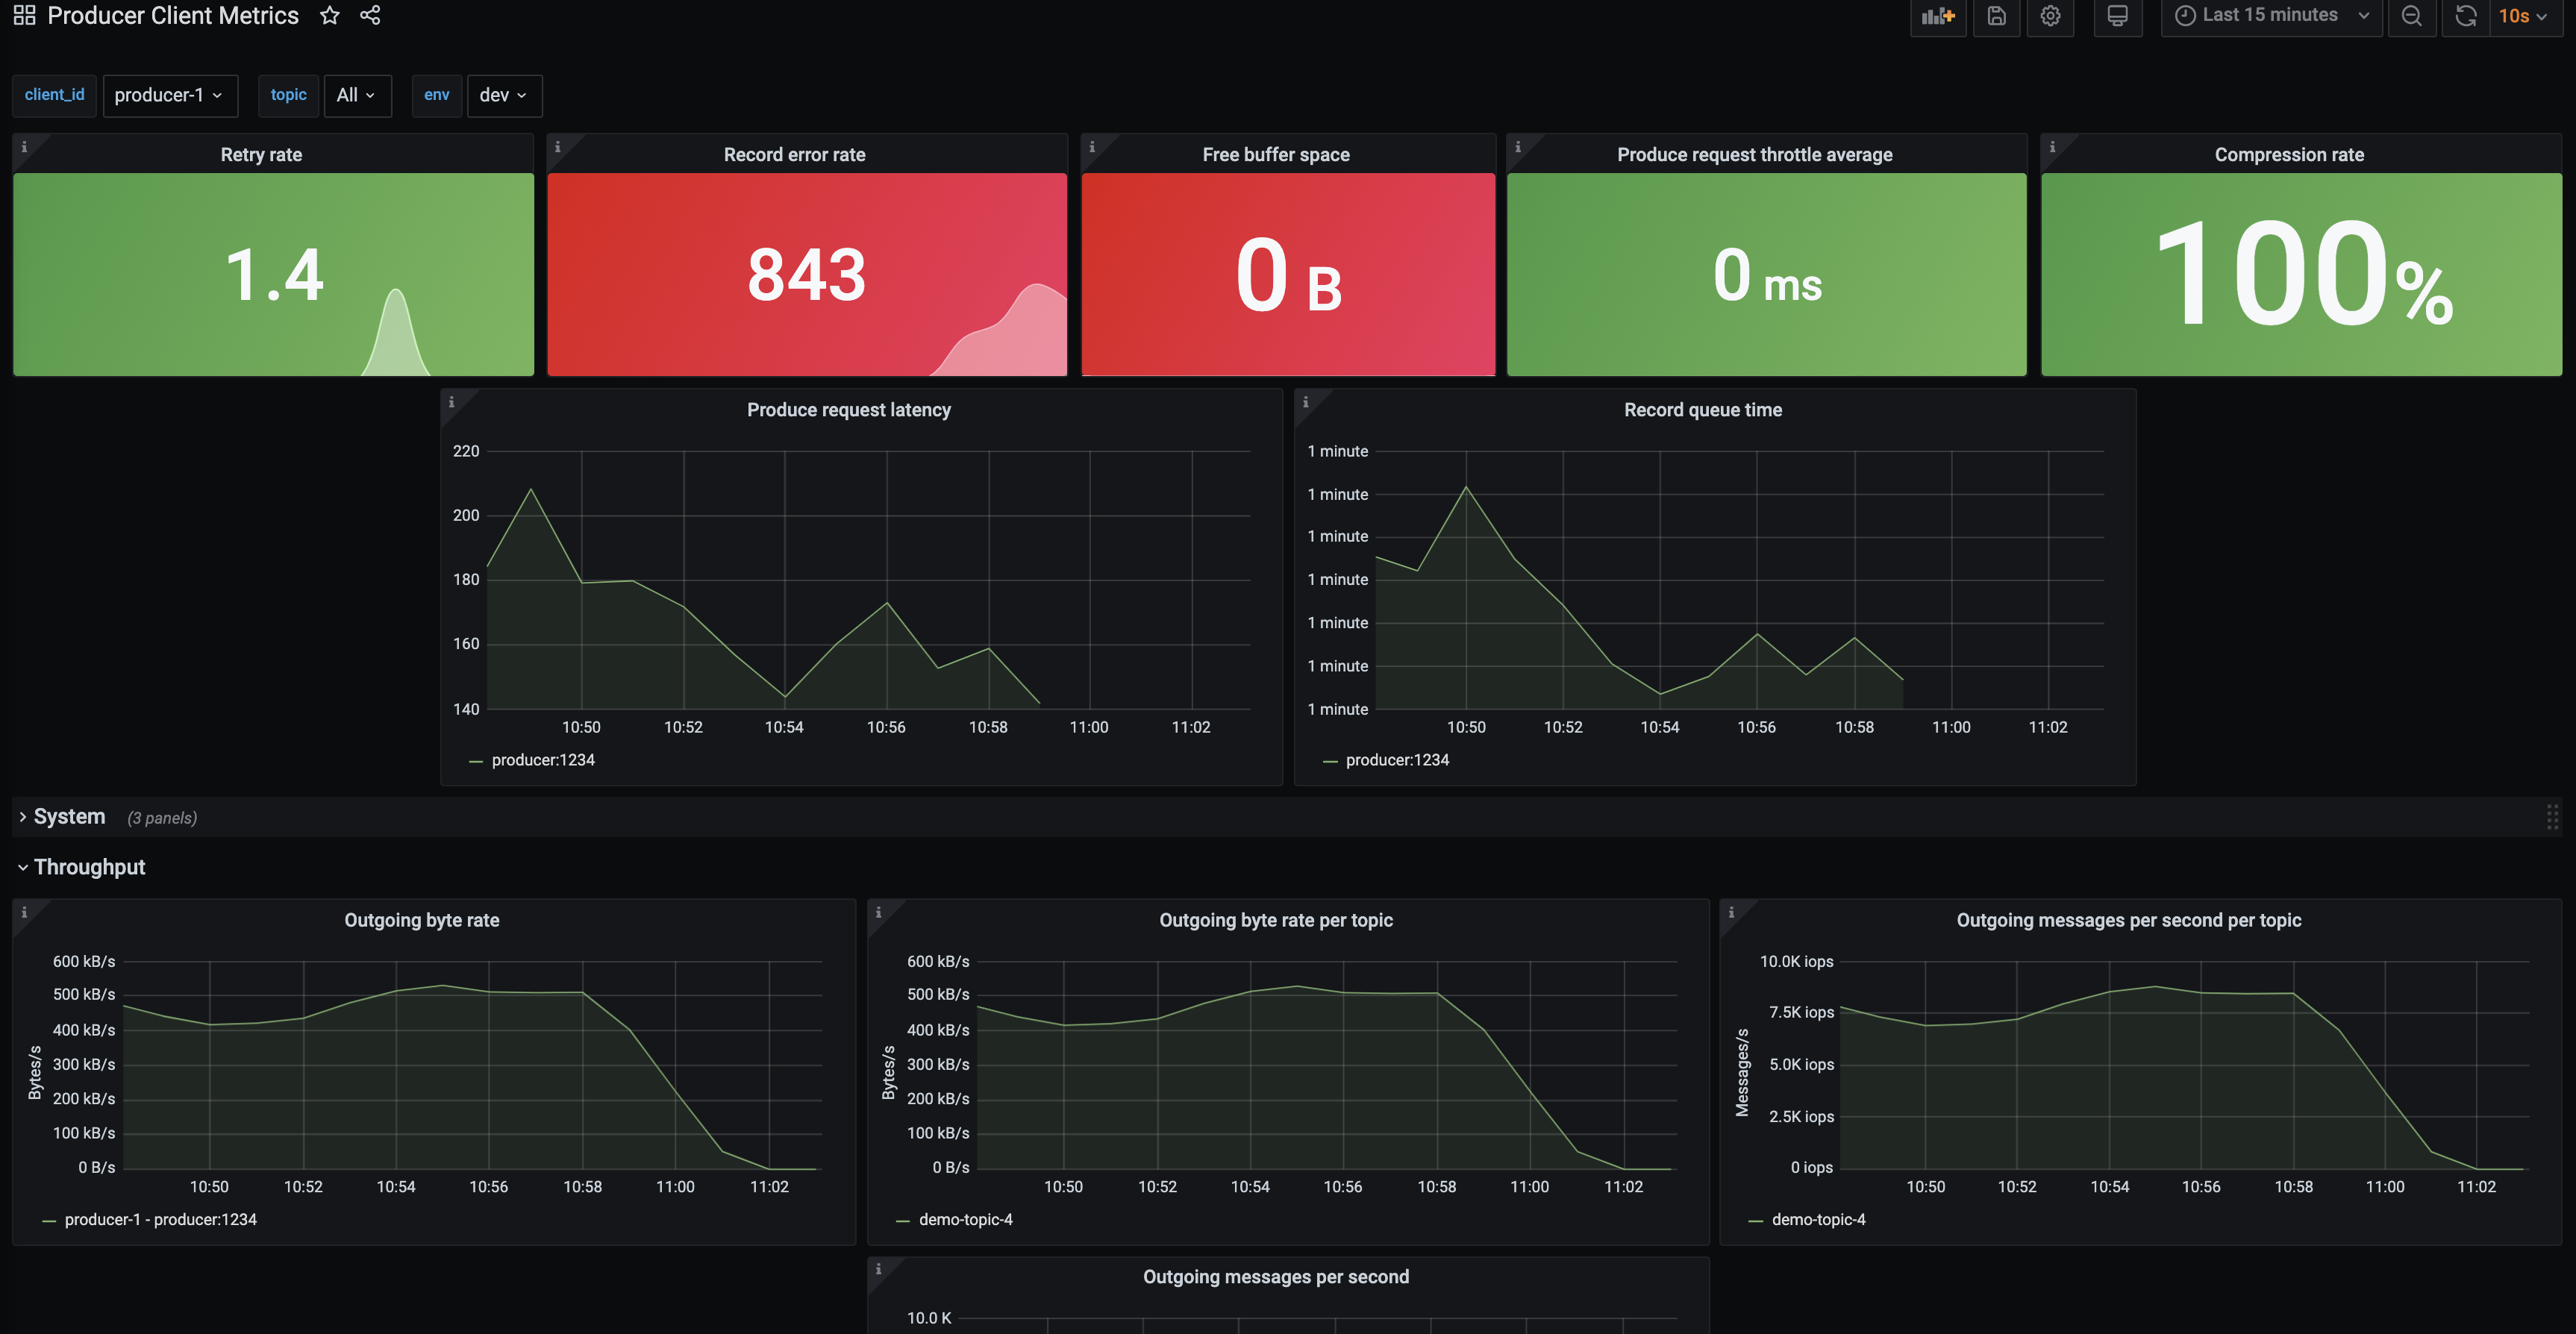 Producer Client Metrics
Last 15 minutes
10s
client_id producer-1 topic All env dev
Retry rate
1.4
Record error rate
843
Free buffer space
0 B
Produce request throttle average
0 ms
Compression rate
100%
Produce request latency
220
200
180
160
140
10:50 10:52 10:54 10:56 10:58 11:00 11:02
producer:1234
Record queue time
1 minute
1 minute
1 minute
1 minute
1 minute
1 minute
1 minute
10:50 10:52 10:54 10:56 10:58 11:00 11:02
producer:1234
System (3 panels)
Throughput
Outgoing byte rate
Bytes/s
600 kB/s
500 kB/s
400 kB/s
300 kB/s
200 kB/s
100 kB/s
0 B/s
10:50 10:52 10:54 10:56 10:58 11:00 11:02
producer-1 - producer:1234
Outgoing byte rate per topic
Bytes/s
600 kB/s
500 kB/s
400 kB/s
300 kB/s
200 kB/s
100 kB/s
0 B/s
10:50 10:52 10:54 10:56 10:58 11:00 11:02
demo-topic-4
Outgoing messages per second per topic
Messages/s
10.0K iops
7.5K iops
5.0K iops
2.5K iops
0 iops
10:50 10:52 10:54 10:56 10:58 11:00 11:02
demo-topic-4
Outgoing messages per second
10.0 K